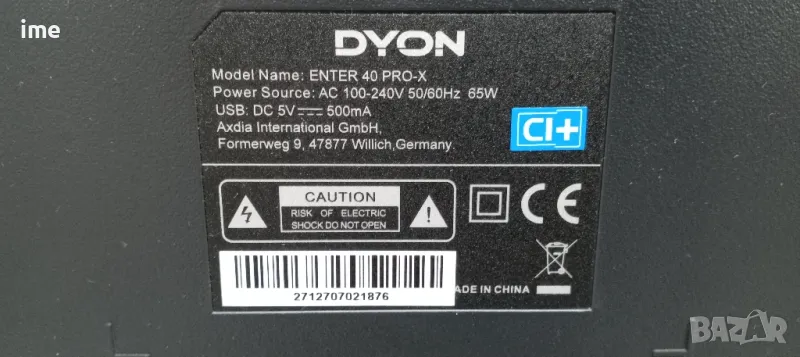 ime
DYON
Model Name: ENTER 40 PRO-X
Power Source: AC 100-240V 50/60Hz 65W
USB: DC 5V 500mA
Axdia International GmbH,
Formerweg 9, 47877 Willich,Germany.
CI+
CAUTION
RISK OF ELECTRIC
SHOCK DO NOT OPEN
CE
2712707021876
ADE IN CHINA
BAZAR